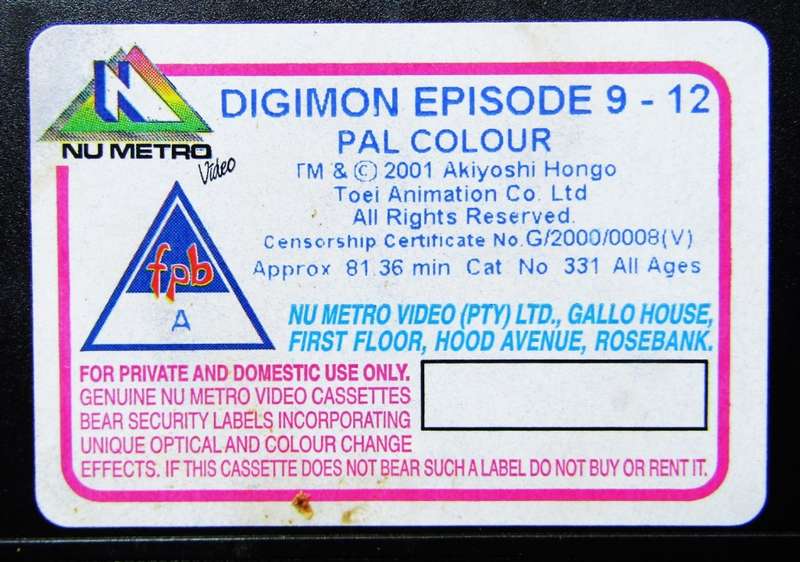 N
NU METRO
Video
DIGIMON EPISODE 9 - 12
PAL COLOUR
TM & © 2001 Akiyoshi Hongo
Toei Animation Co. Ltd
All Rights Reserved.
Censorship Certificate No. G/2000/0008(V)
Approx 81.36 min Cat No 331 All Ages
fpb
A
NU METRO VIDEO (PTY) LTD., GALLO HOUSE,
FIRST FLOOR, HOOD AVENUE, ROSEBANK.
FOR PRIVATE AND DOMESTIC USE ONLY.
GENUINE NU METRO VIDEO CASSETTES
BEAR SECURITY LABELS INCORPORATING
UNIQUE OPTICAL AND COLOUR CHANGE
EFFECTS. IF THIS CASSETTE DOES NOT BEAR SUCH A LABEL DO NOT BUY OR RENT IT.